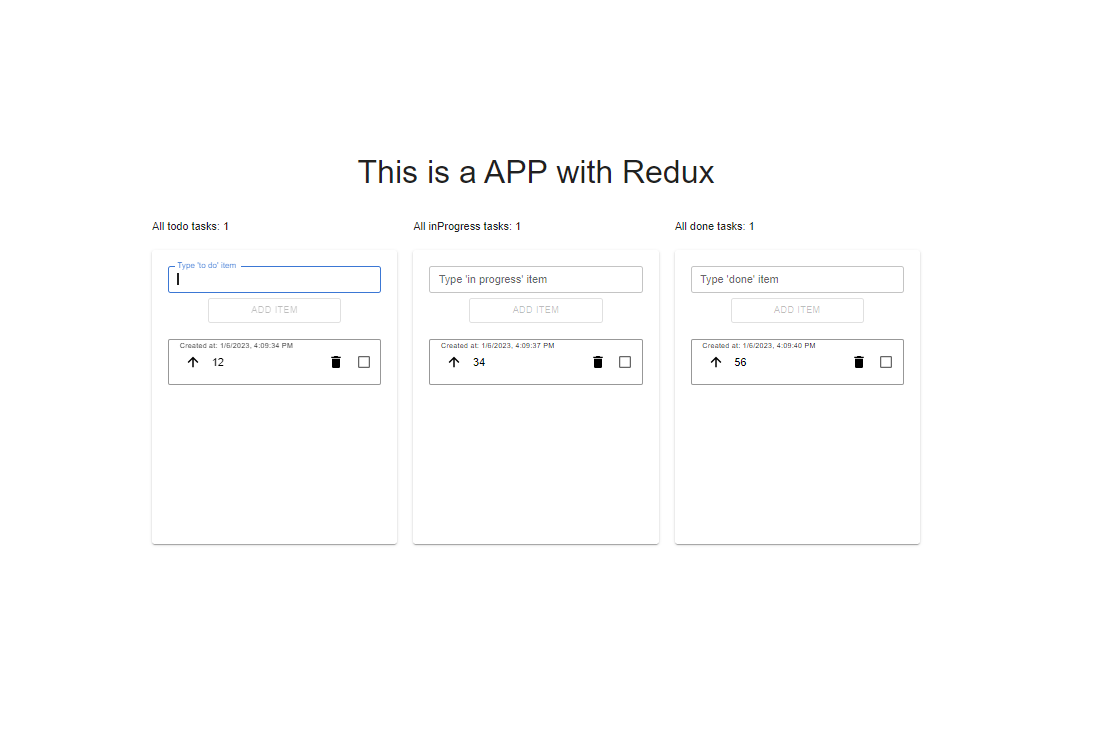 This is a APP with Redux
All todo tasks: 1
All inProgress tasks: 1
All done tasks: 1
Type 'to do' item
ADD ITEM
Created at: 1/6/2023, 4:09:34 PM
12
Type 'in progress' item
ADD ITEM
Created at: 1/6/2023, 4:09:37 PM
34
Type 'done' item
ADD ITEM
Created at: 1/6/2023, 4:09:40 PM
56